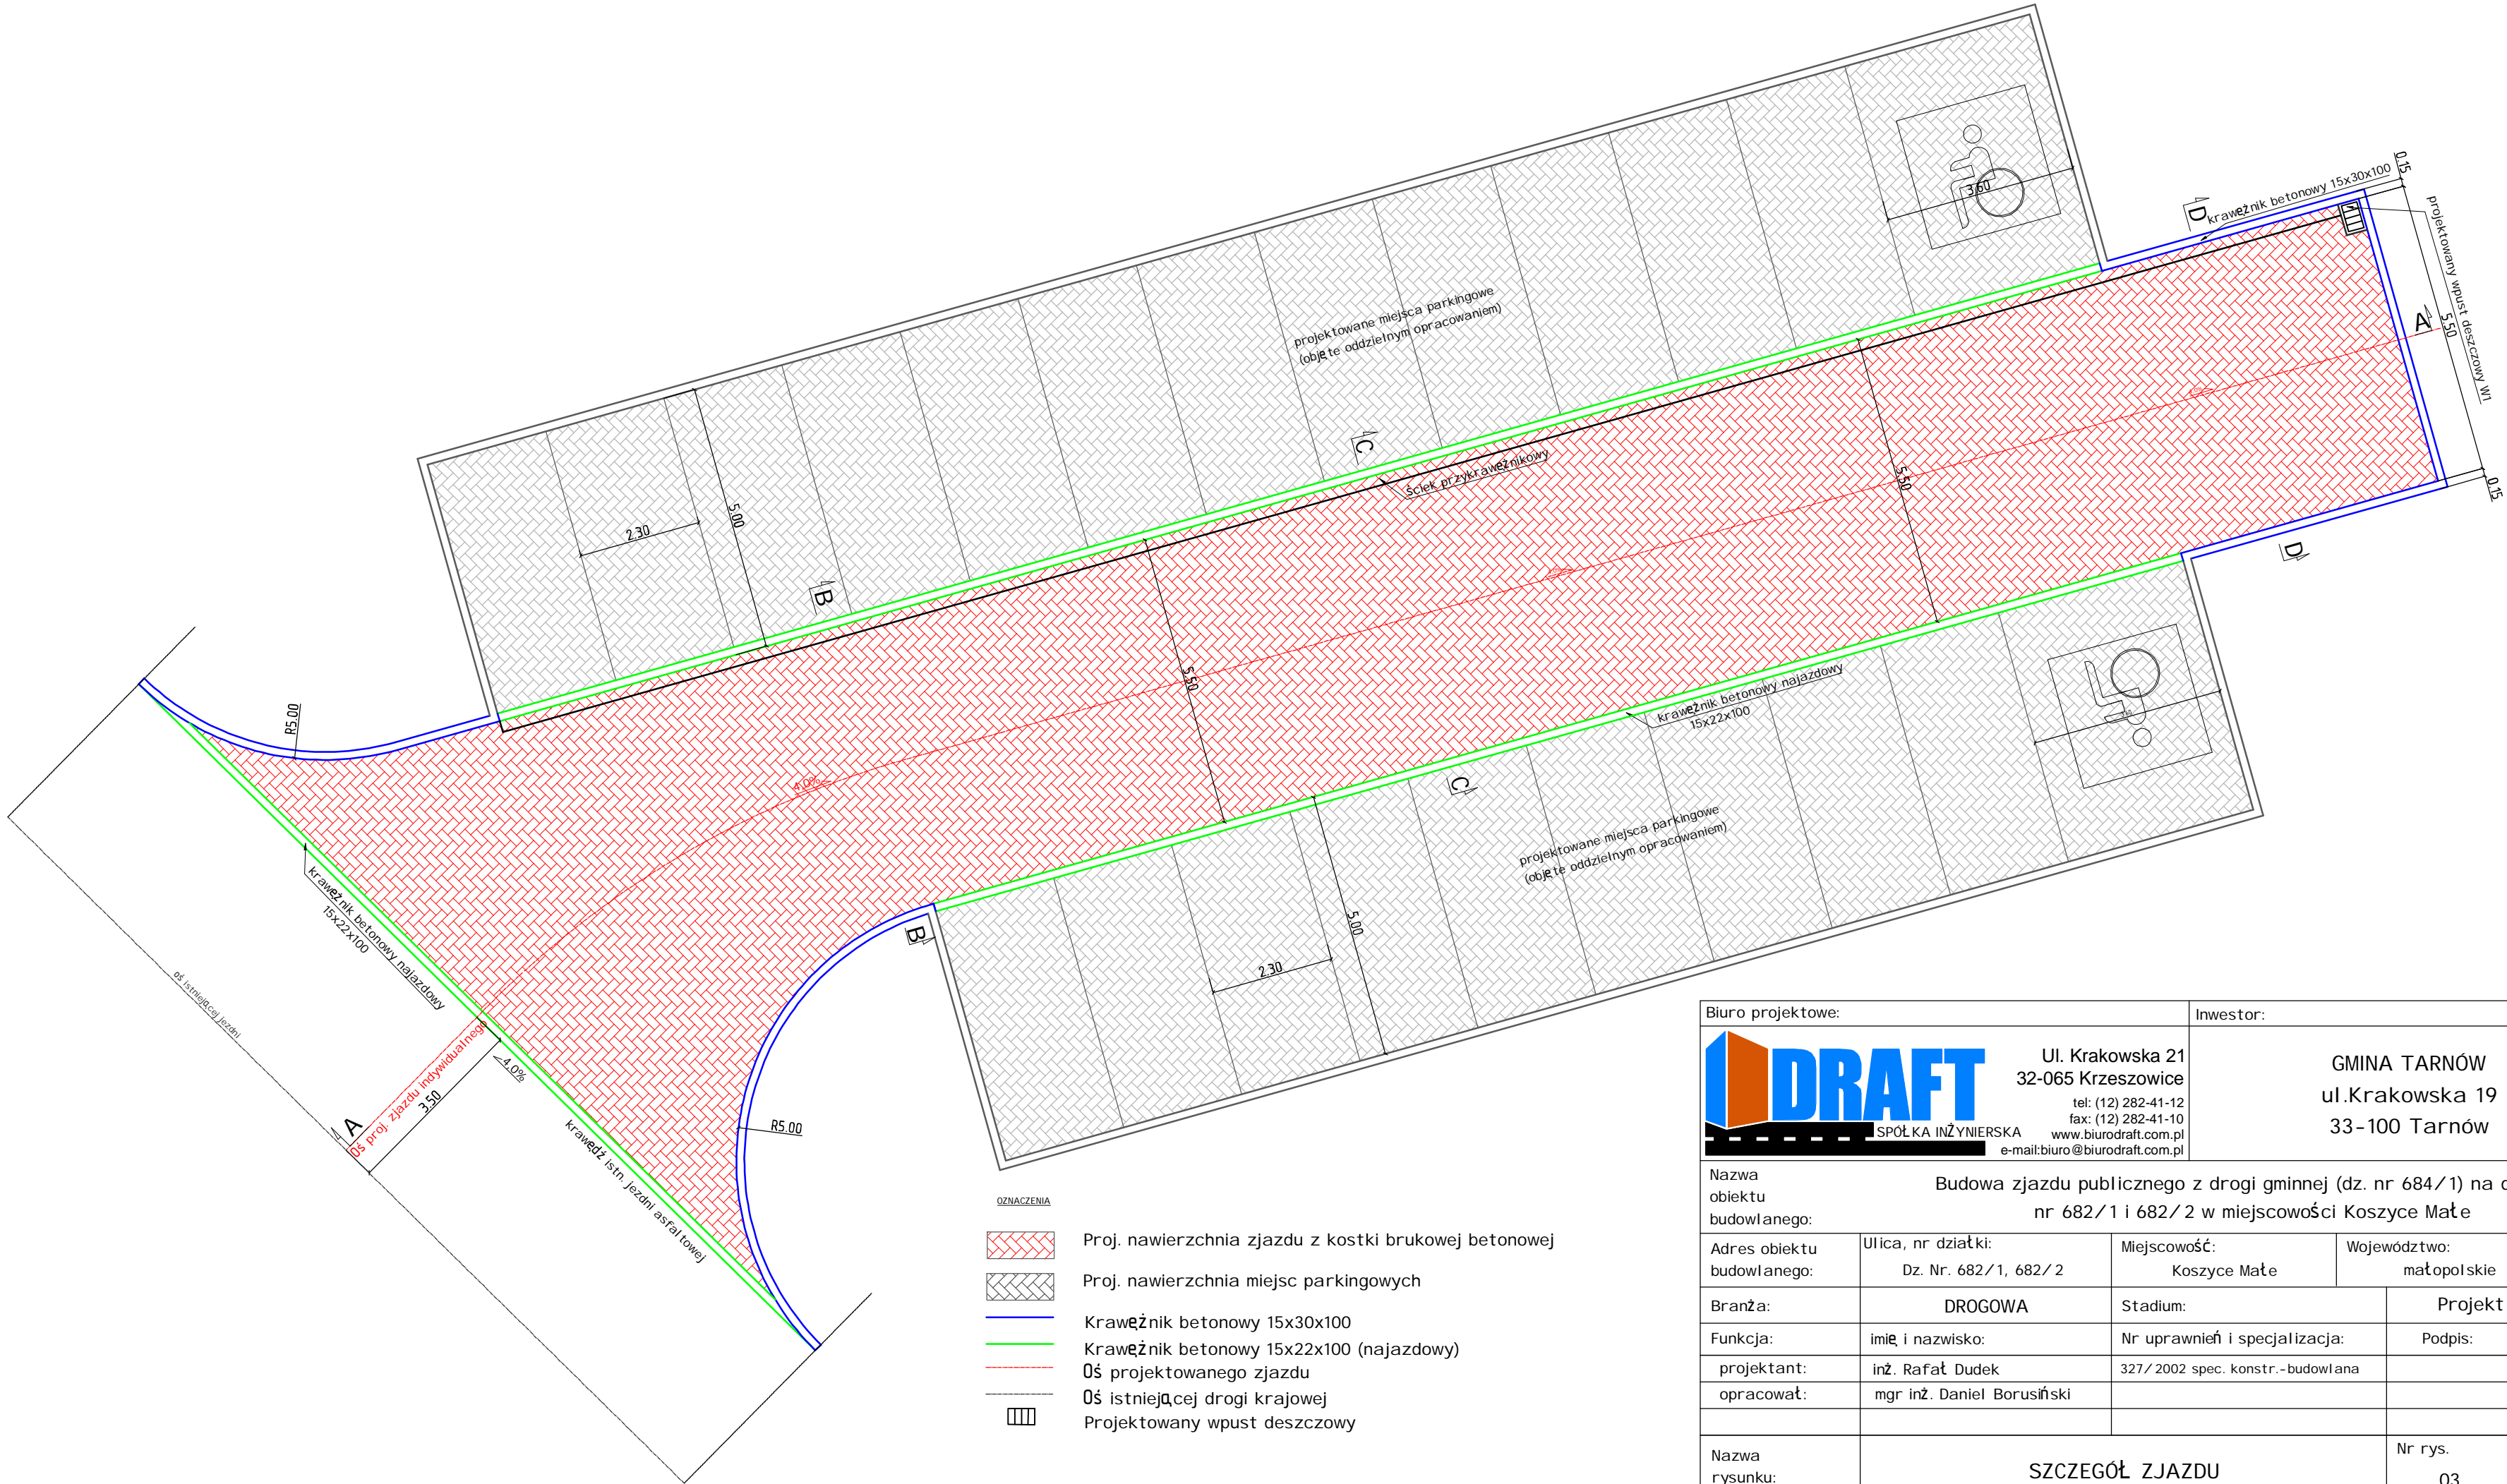 0.15
krawężnik betonowy 15x30x100
D
3.60
projektowany wpust deszczowy W1
5.50
A
projektowane miejsca parkingowe
(objęte oddzielnym opracowaniem)
C
ściek przykrawężnikowy
5.50
0.15
D
2.30
5.00
B
5.50
krawężnik betonowy najazdowy
15x22x100
R5.00
4,0%
C
projektowane miejsca parkingowe
(objęte oddzielnym opracowaniem)
krawężnik betonowy najazdowy
15x22x100
B
5.00
2.30
oś istniejącej jezdni
Oś proj. zjazdu indywidualnego
4,0%
3.50
A
krawędź istn. jezdni asfaltowej
R5.00
OZNACZENIA
Proj. nawierzchnia zjazdu z kostki brukowej betonowej
Proj. nawierzchnia miejsc parkingowych
Krawężnik betonowy 15x30x100
Krawężnik betonowy 15x22x100 (najazdowy)
Oś projektowanego zjazdu
Oś istniejącej drogi krajowej
Projektowany wpust deszczowy
Biuro projektowe:
Inwestor:
DRAFT
SPÓŁKA INŻYNIERSKA
Ul. Krakowska 21
32-065 Krzeszowice
tel: (12) 282-41-12
fax: (12) 282-41-10
www.biurodraft.com.pl
e-mail:biuro@biurodraft.com.pl
GMINA TARNÓW
ul.Krakowska 19
33-100 Tarnów
Nazwa
obiektu
budowlanego:
Budowa zjazdu publicznego z drogi gminnej (dz. nr 684/1) na
nr 682/1 i 682/2 w miejscowości Koszyce Małe
Adres obiektu
budowlanego:
Ulica, nr działki:
Dz. Nr. 682/1, 682/2
Miejscowość:
Koszyce Małe
Województwo:
małopolskie
Branża:
DROGOWA
Stadium:
Projekt
Funkcja:
imię i nazwisko:
Nr uprawnień i specjalizacja:
Podpis:
projektant:
inż. Rafał Dudek
327/2002 spec. konstr.-budowlana
opracował:
mgr inż. Daniel Borusiński
Nazwa
rysunku:
SZCZEGÓŁ ZJAZDU
Nr rys.
03